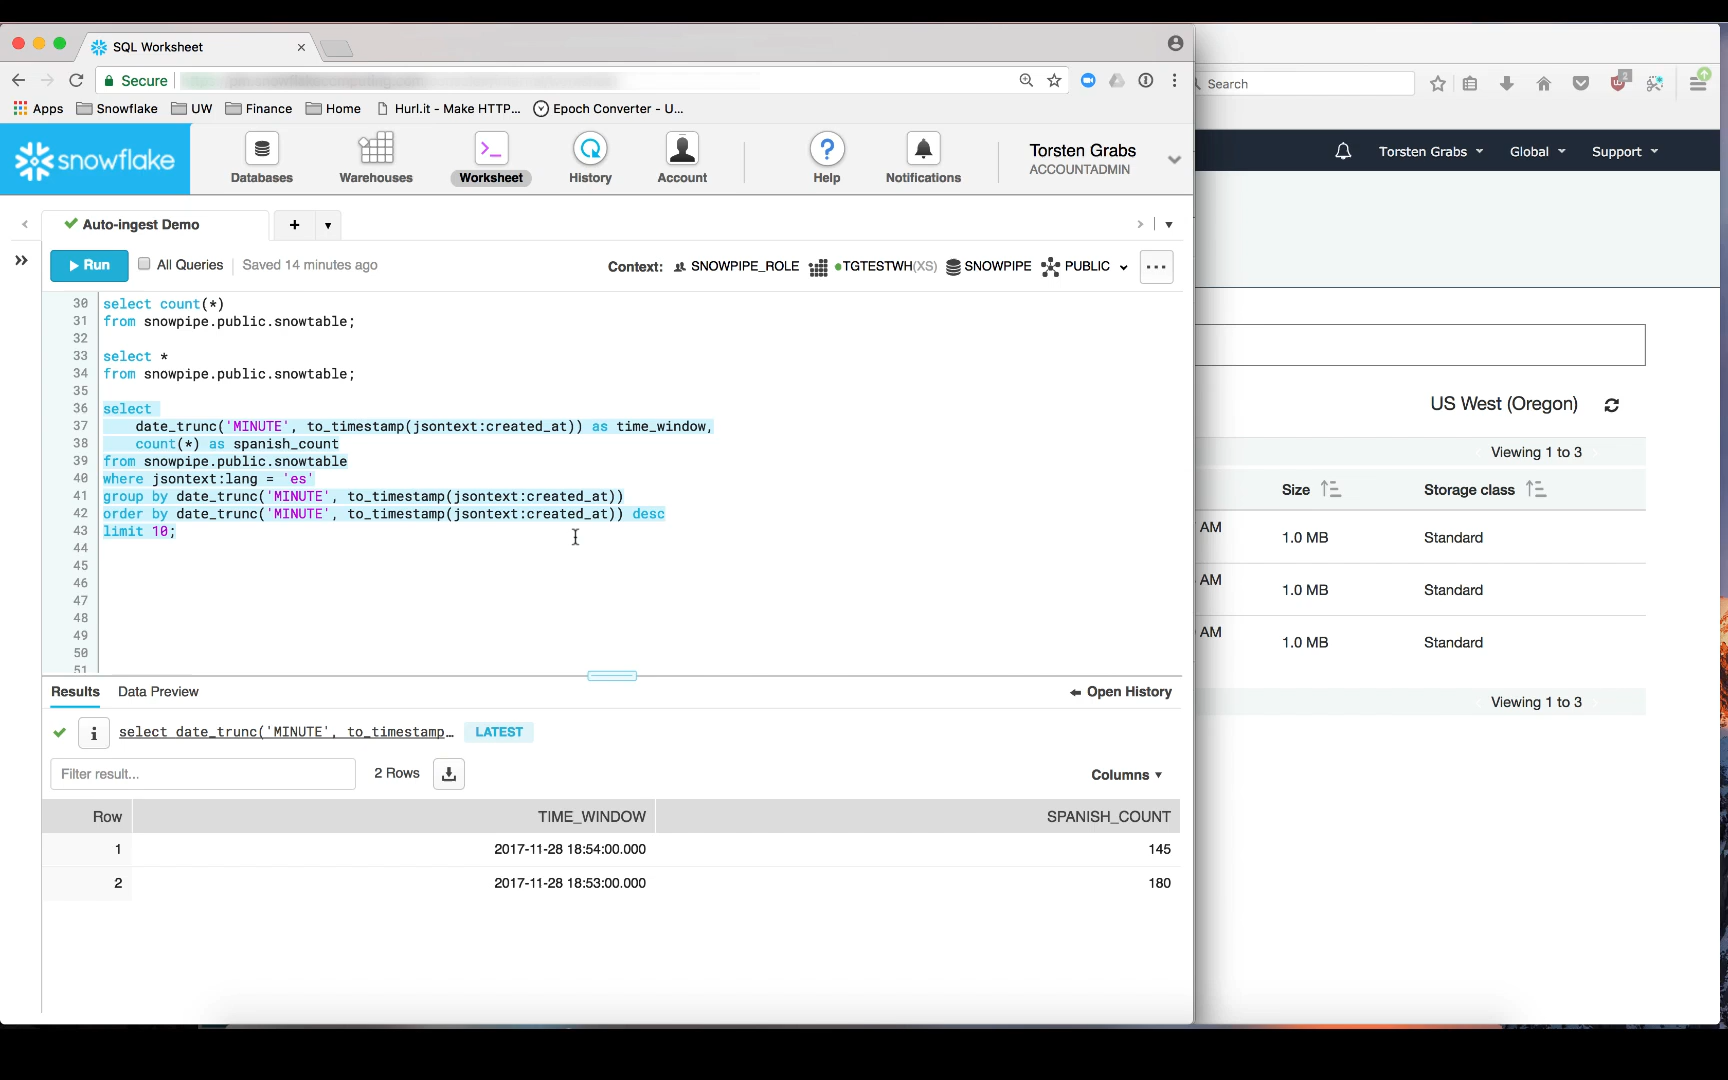 SQL Worksheet
Secure
Search
Apps Snowflake UW Finance Home Hurl.it - Make HTTP... Epoch Converter - U...
snowflake
Databases Warehouses Worksheet History Account Help Notifications
Torsten Grabs
ACCOUNTADMIN
Torsten Grabs Global Support
Auto-ingest Demo
Run All Queries Saved 14 minutes ago
Context: SNOWPIPE_ROLE TGTESTWH(XS) SNOWPIPE PUBLIC
30 select count(*)
31 from snowpipe.public.snowtable;
32
33 select *
34 from snowpipe.public.snowtable;
35
36 select
37 date_trunc('MINUTE', to_timestamp(jsontext:created_at)) as time_window,
38 count(*) as spanish_count
39 from snowpipe.public.snowtable
40 where jsontext:lang = 'es'
41 group by date_trunc('MINUTE', to_timestamp(jsontext:created_at))
42 order by date_trunc('MINUTE', to_timestamp(jsontext:created_at)) desc
43 limit 10;
44
45
46
47
48
49
50
51
Results Data Preview
Open History
select date_trunc('MINUTE', to_timestamp... LATEST
Filter result... 2 Rows
Columns
Row TIME_WINDOW SPANISH_COUNT
1 2017-11-28 18:54:00.000 145
2 2017-11-28 18:53:00.000 180
2
US West (Oregon)
Viewing 1 to 3
Size Storage class
AM 1.0 MB Standard
AM 1.0 MB Standard
AM 1.0 MB Standard
Viewing 1 to 3